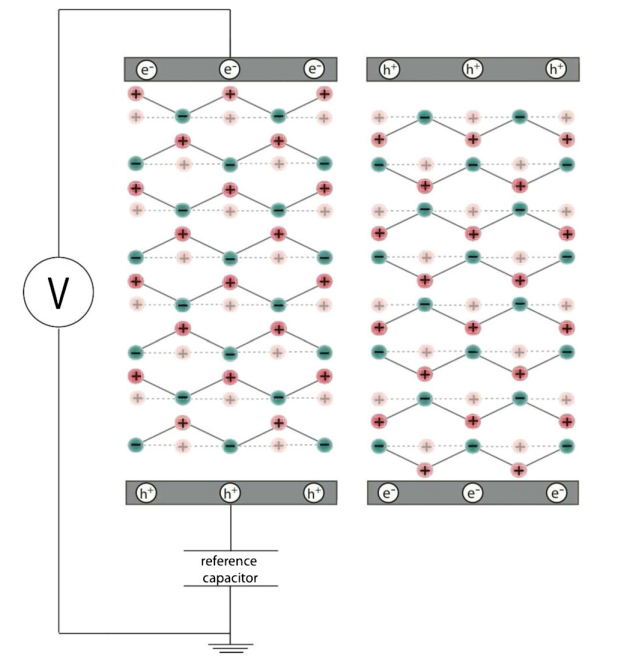 e⁻ e⁻ e⁻ h⁺ h⁺ h⁺
V
h⁺ h⁺ h⁺ e⁻ e⁻ e⁻
reference
capacitor